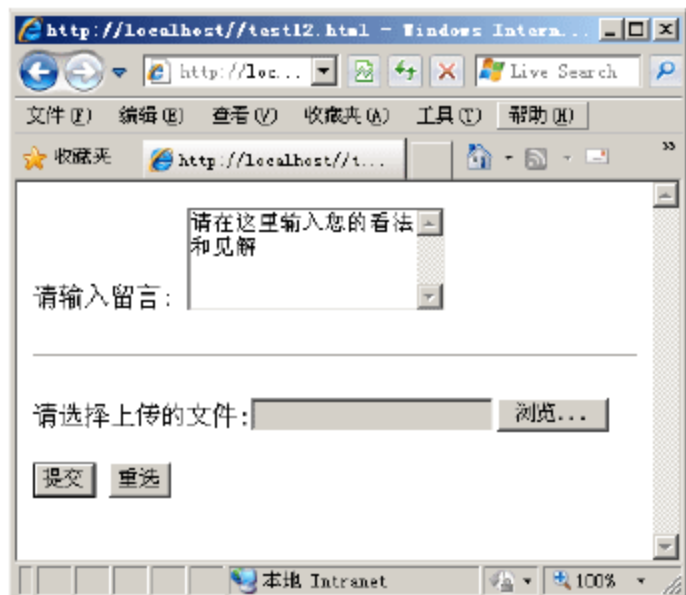 http://localhost//test12.html - Windows Intern...
http://loc... Live Search
文件(F) 编辑(E) 查看(V) 收藏夹(A) 工具(T) 帮助(H)
收藏夹 http://localhost//t... »
请在这里输入您的看法
和见解
请输入留言:
请选择上传的文件: 浏览...
提交 重选
本地 Intranet 100%